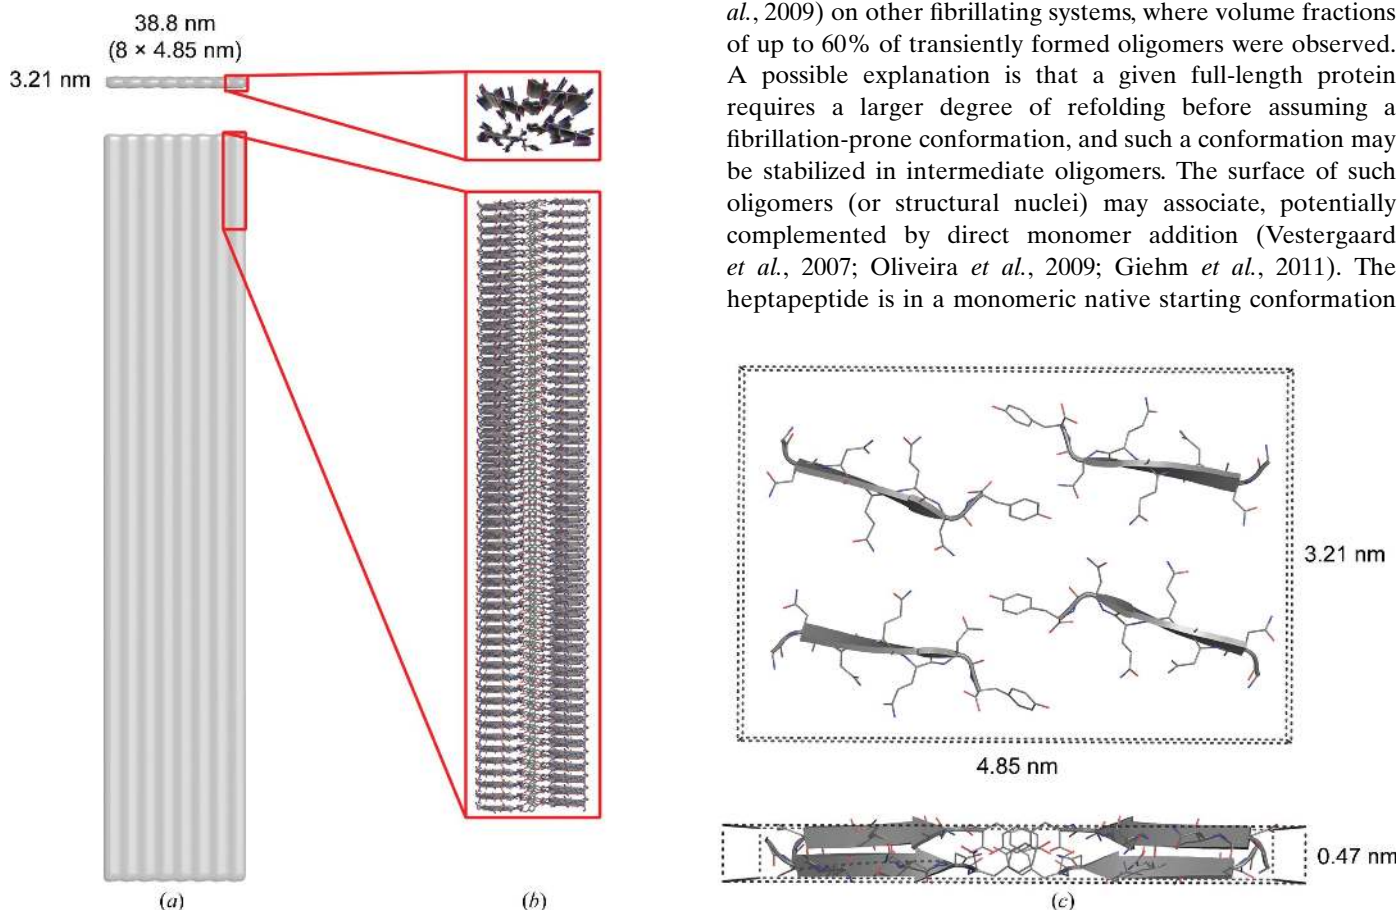 38.8 nm
(8 × 4.85 nm)
3.21 nm
(a)
(b)
al., 2009) on other fibrillating systems, where volume fractions
of up to 60% of transiently formed oligomers were observed.
A possible explanation is that a given full-length protein
requires a larger degree of refolding before assuming a
fibrillation-prone conformation, and such a conformation may
be stabilized in intermediate oligomers. The surface of such
oligomers (or structural nuclei) may associate, potentially
complemented by direct monomer addition (Vestergaard
et al., 2007; Oliveira et al., 2009; Giehm et al., 2011). The
heptapeptide is in a monomeric native starting conformation
3.21 nm
4.85 nm
0.47 nm
(c)